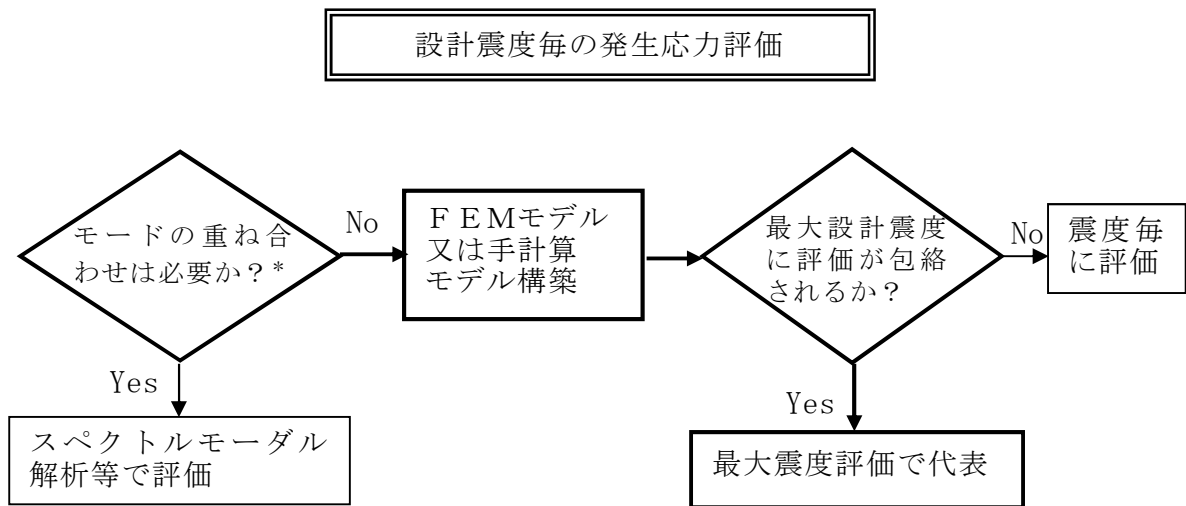 設計震度毎の発生応力評価
モードの重ね合
わせは必要か？*
No
ＦＥＭモデル
又は手計算
モデル構築
最大設計震度
に評価が包絡
されるか？
No
震度毎
に評価
Yes
スペクトルモーダル
解析等で評価
Yes
最大震度評価で代表